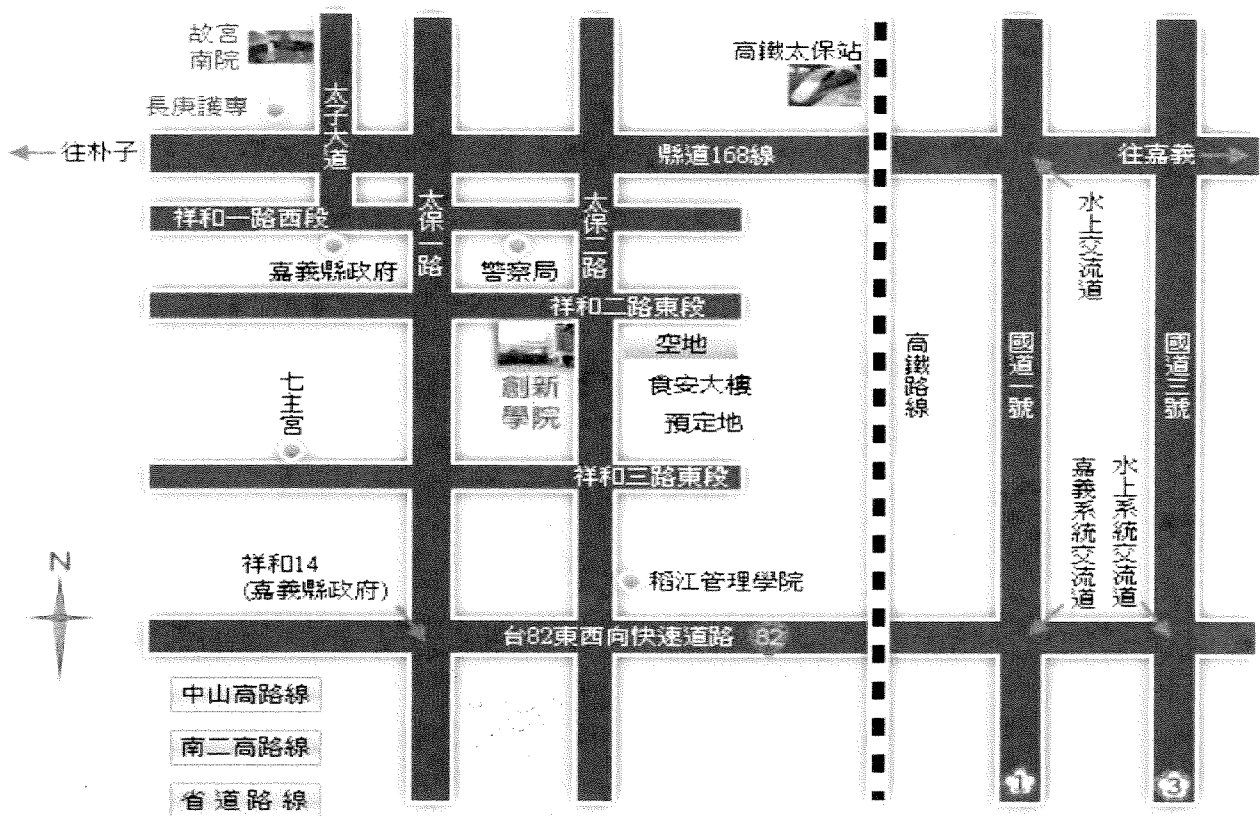 故宮
南院
長庚護專
太子大道
高鐵太保站
往朴子
縣道168線
往嘉義
祥和一路西段
太保一路
太保二路
水上交流道
嘉義縣政府
警察局
祥和二路東段
空地
食安大樓
預定地
創新
學院
七主宮
高鐵路線
國道一號
國道三號
祥和三路東段
嘉義系統交流道
水上系統交流道
N
祥和14
(嘉義縣政府)
稻江管理學院
台82東西向快速道路
82
中山高路線
南二高路線
省道路線
1
3